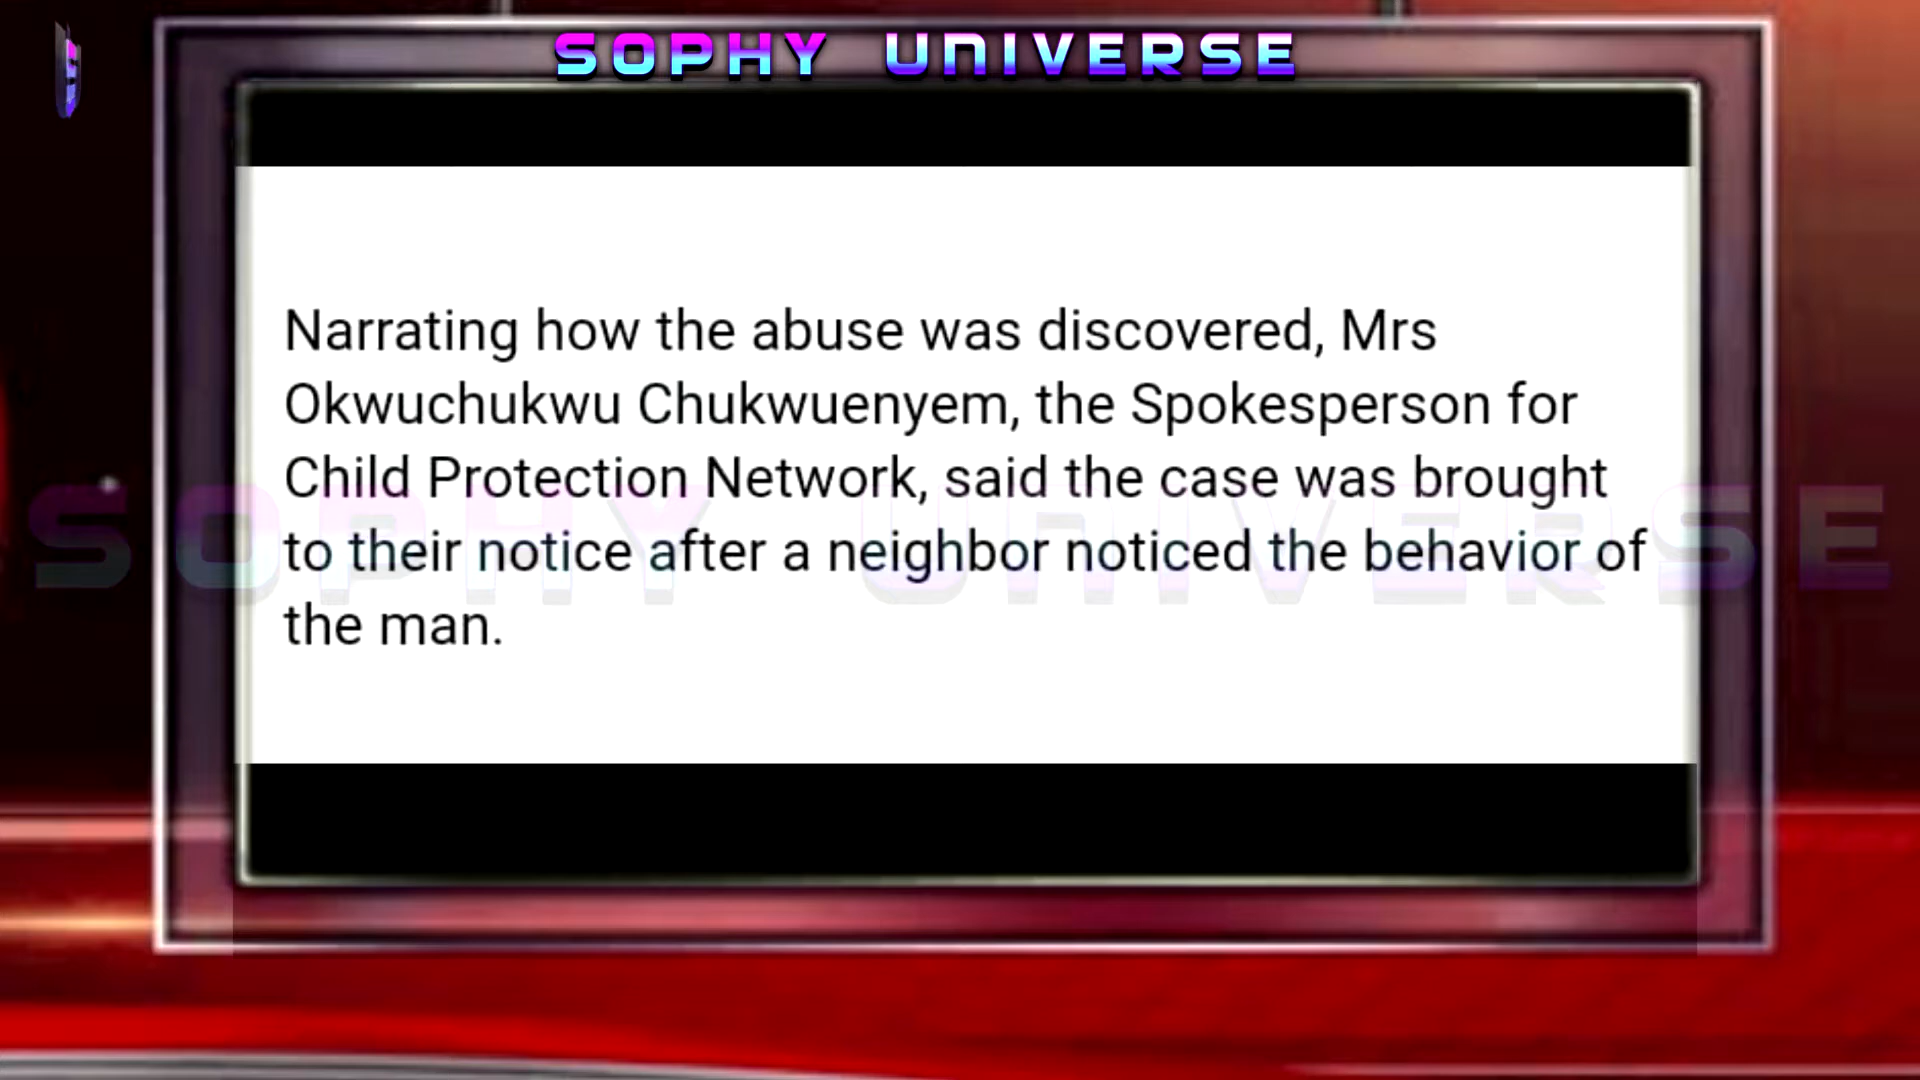 SOPHY UNIVERSE
Narrating how the abuse was discovered, Mrs
Okwuchukwu Chukwuenyem, the Spokesperson for
Child Protection Network, said the case was brought
to their notice after a neighbor noticed the behavior of
the man.
SOPHY UNIVERSE